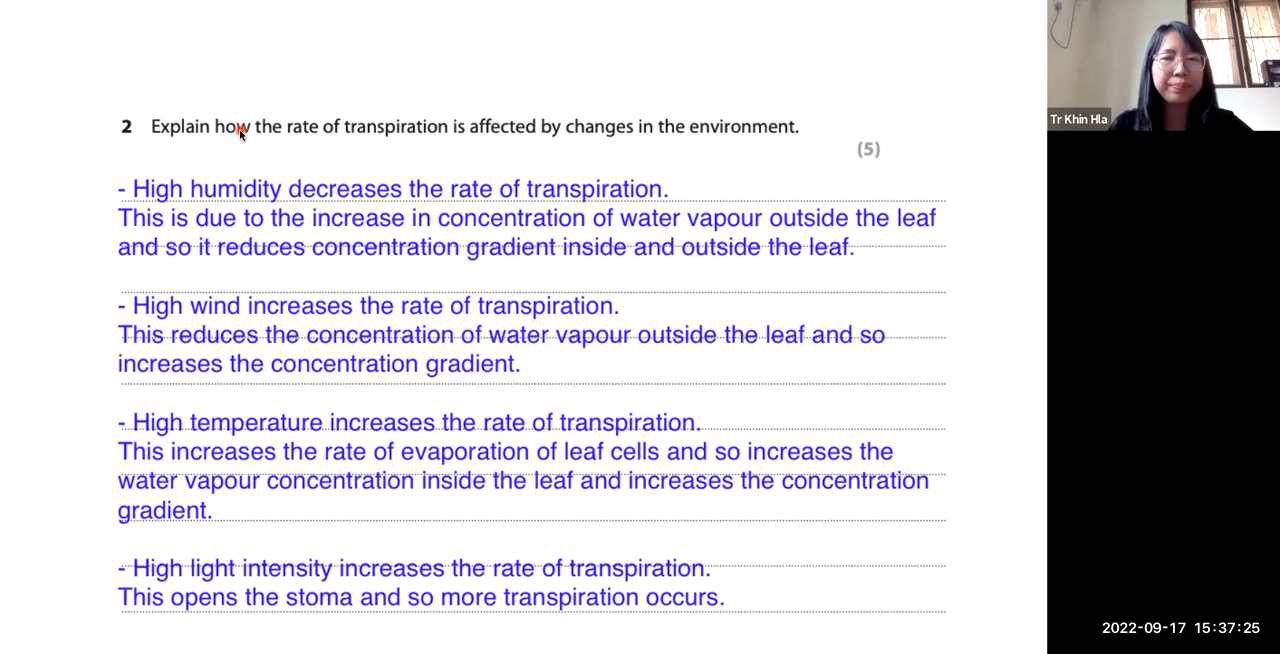 2 Explain how the rate of transpiration is affected by changes in the environment.
(5)
- High humidity decreases the rate of transpiration.
This is due to the increase in concentration of water vapour outside the leaf
and so it reduces concentration gradient inside and outside the leaf.
- High wind increases the rate of transpiration.
This reduces the concentration of water vapour outside the leaf and so
increases the concentration gradient.
- High temperature increases the rate of transpiration.
This increases the rate of evaporation of leaf cells and so increases the
water vapour concentration inside the leaf and increases the concentration
gradient.
- High light intensity increases the rate of transpiration.
This opens the stoma and so more transpiration occurs.
Tr Khin Hla
2022-09-17 15:37:25